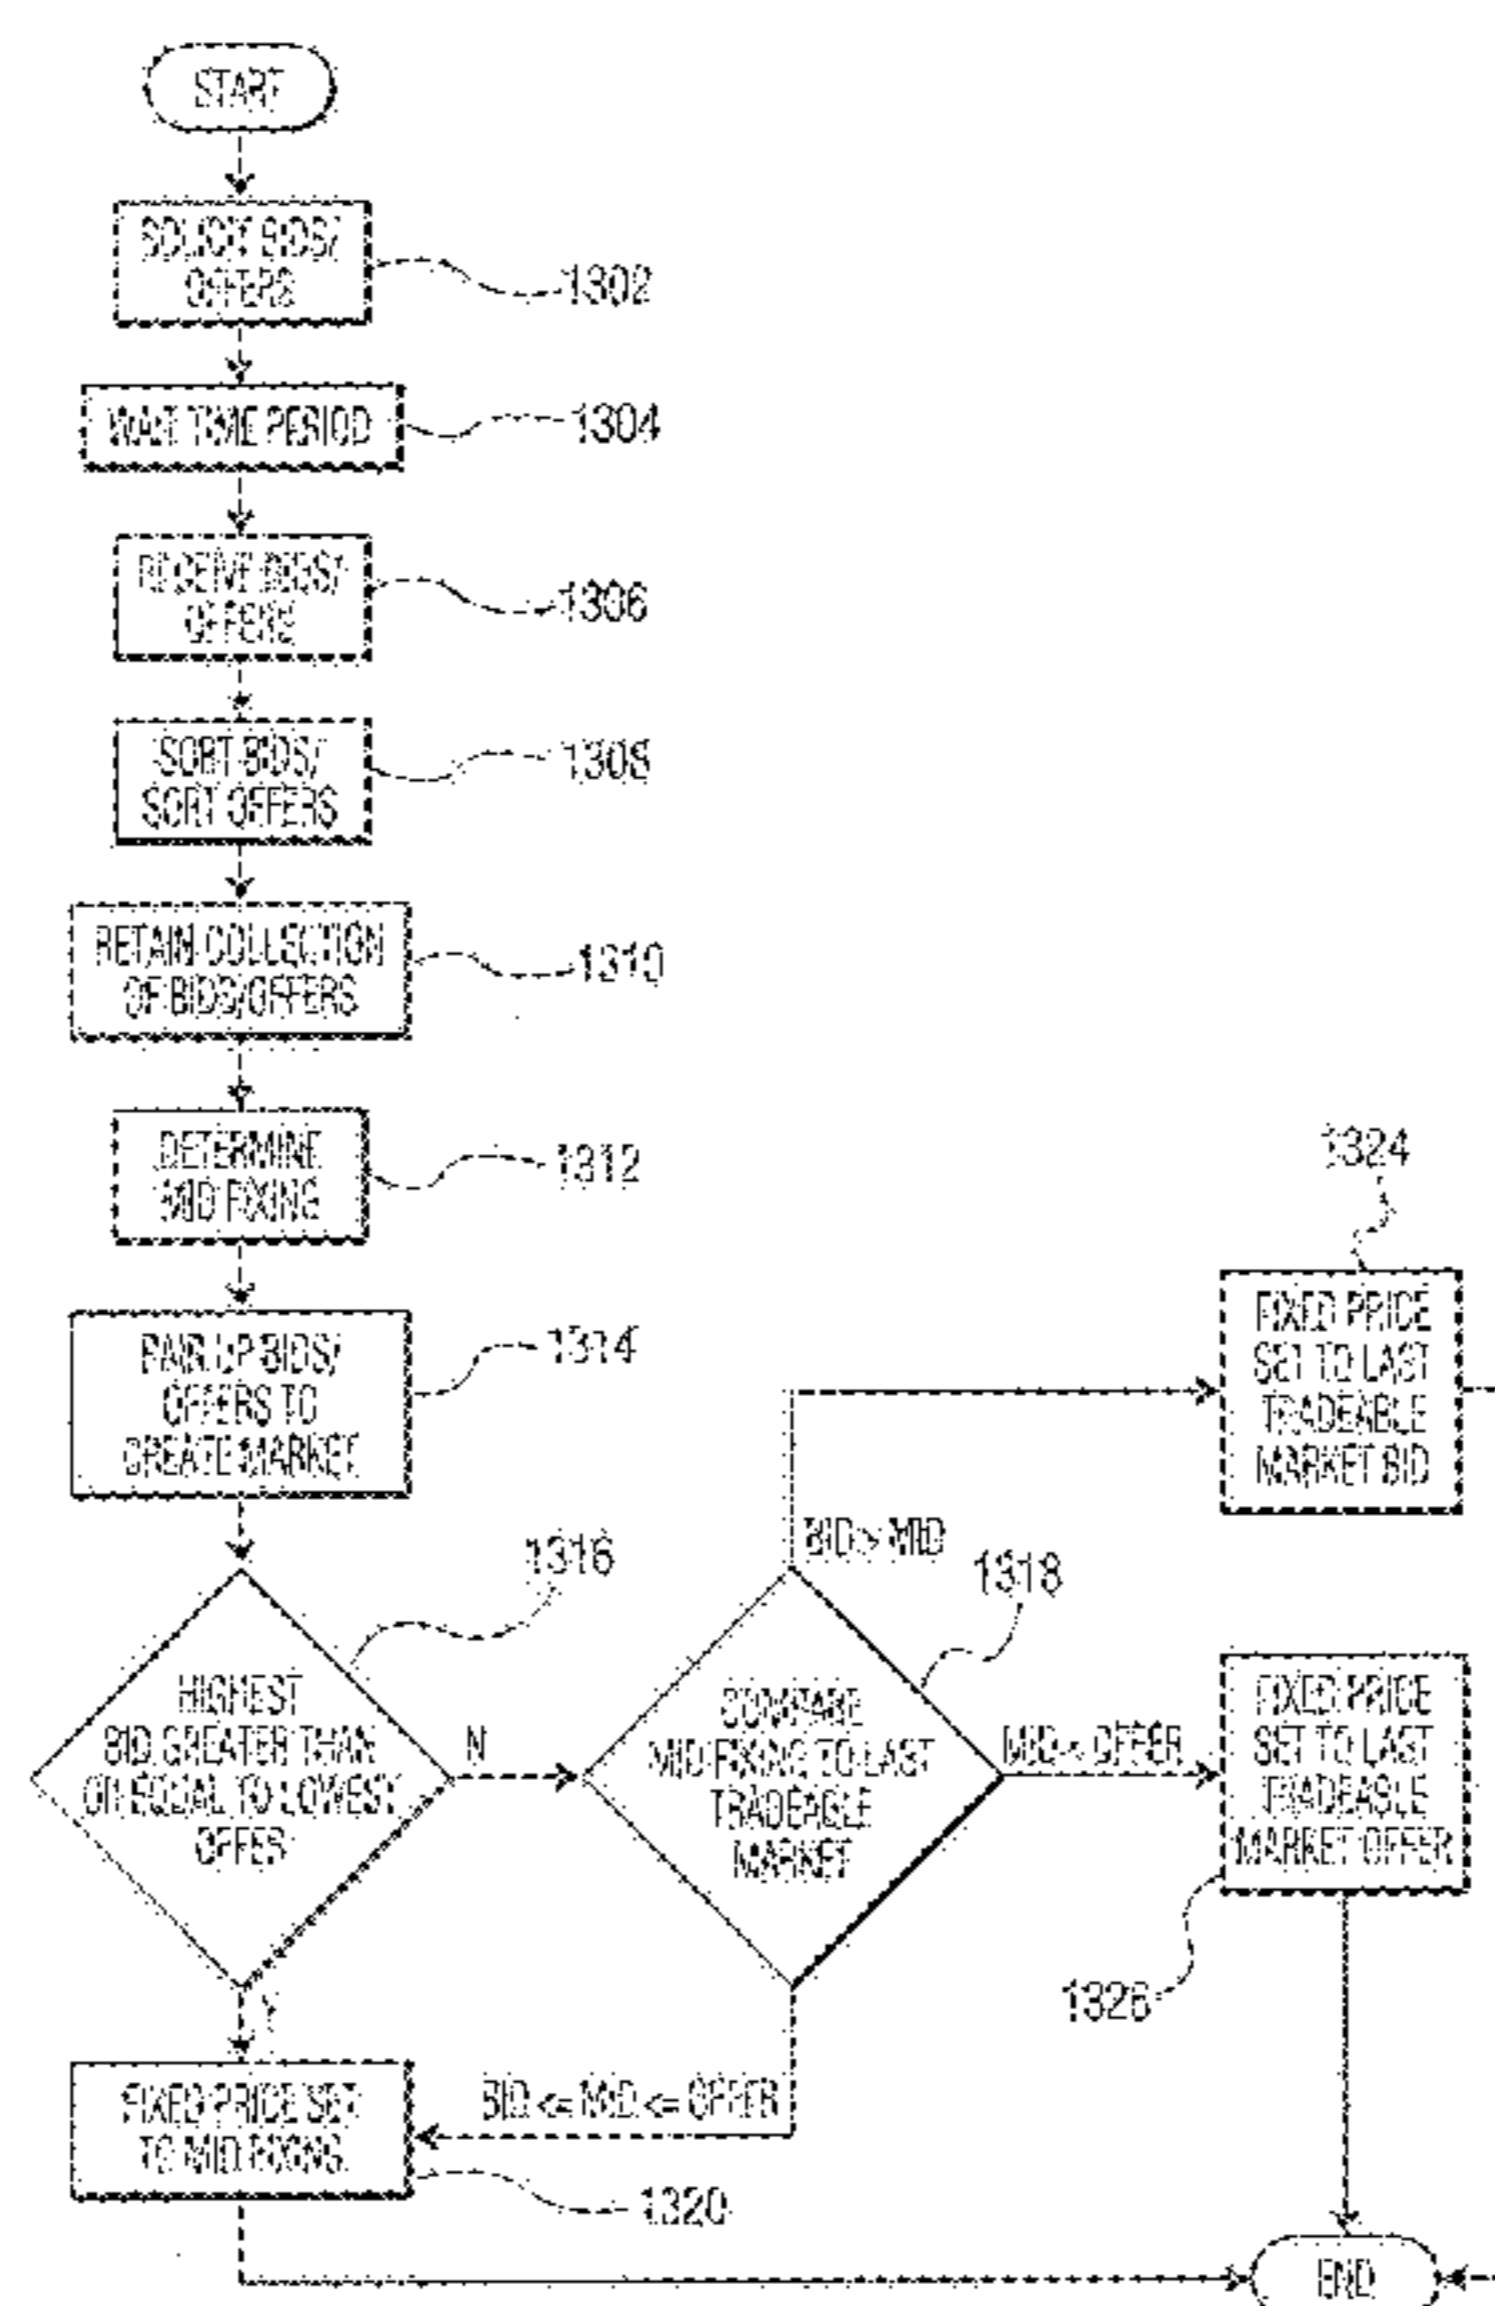 START
SOLICIT BIDS/
OFFERS
1302
WAIT TIME PERIOD
1304
RECEIVE BIDS/
OFFERS
1306
SORT BIDS/
SORT OFFERS
1308
RETAIN COLLECTION
OF BIDS/OFFERS
1310
DETERMINE
MID FIXING
1312
PAIR UP BIDS/
OFFERS TO
CREATE MARKET
1314
HIGHEST
BID GREATER THAN
OR EQUAL TO LOWEST
OFFER
1316
N
Y
COMPARE
MID FIXING TO LAST
TRADEABLE
MARKET
1318
BID > MID
MID < OFFER
BID <= MID <= OFFER
FIXED PRICE
SET TO LAST
TRADEABLE
MARKET BID
1324
FIXED PRICE
SET TO LAST
TRADEABLE
MARKET OFFER
1326
FIXED PRICE SET
TO MID FIXING
1320
END